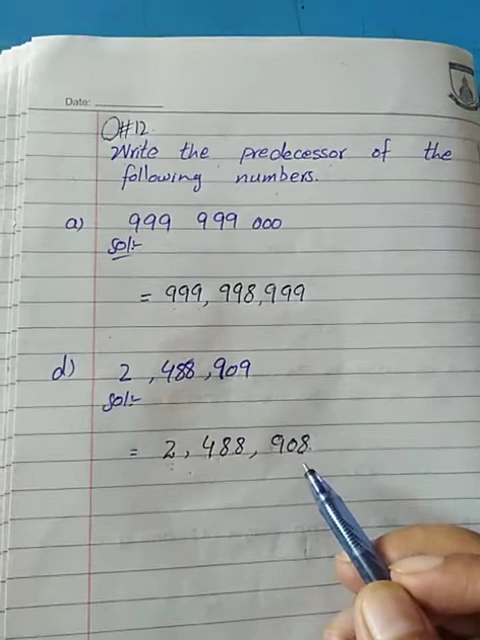 Date:
Q#12.
Write the predecessor of the
following numbers.
a) 999 999 000
Sol:-
= 999,998,999
d) 2,488,909
Sol:-
= 2,488,908.